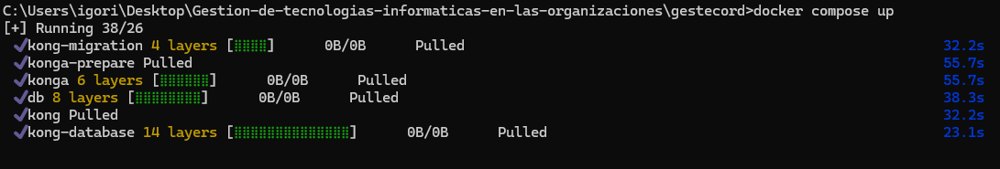 C:\Users\igori\Desktop\Gestion-de-tecnologias-informaticas-en-las-organizaciones\gestecord>docker compose up
[+] Running 38/26
✔kong-migration 4 layers [⣿⣿⣿⣿] 0B/0B Pulled 32.2s
✔konga-prepare Pulled 55.7s
✔konga 6 layers [⣿⣿⣿⣿⣿⣿] 0B/0B Pulled 55.7s
✔db 8 layers [⣿⣿⣿⣿⣿⣿⣿⣿] 0B/0B Pulled 38.3s
✔kong Pulled 32.2s
✔kong-database 14 layers [⣿⣿⣿⣿⣿⣿⣿⣿⣿⣿⣿⣿⣿⣿] 0B/0B Pulled 23.1s